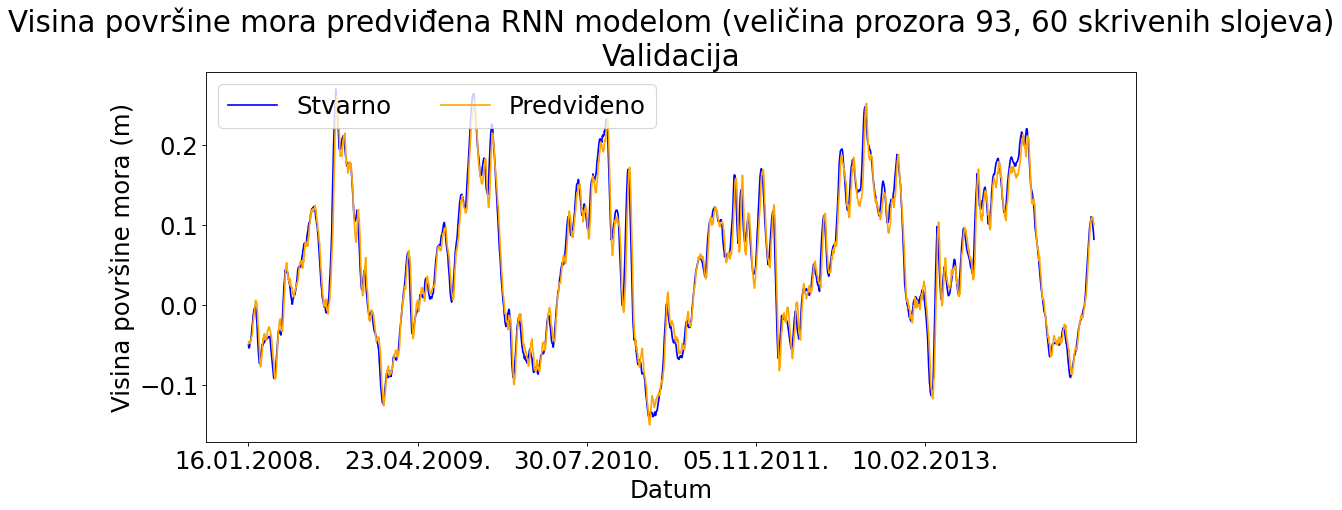 Visina površine mora predviđena RNN modelom (veličina prozora 93, 60 skrivenih slojeva)
Validacija
Stvarno
Predviđeno
Visina površine mora (m)
0.2
0.1
0.0
−0.1
16.01.2008.
23.04.2009.
30.07.2010.
05.11.2011.
10.02.2013.
Datum